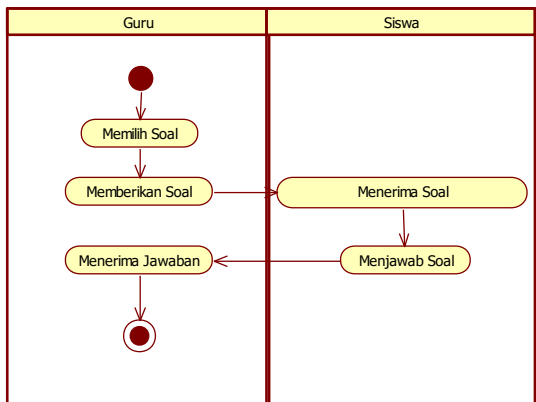 Guru
Siswa
Memilih Soal
Memberikan Soal
Menerima Soal
Menerima Jawaban
Menjawab Soal